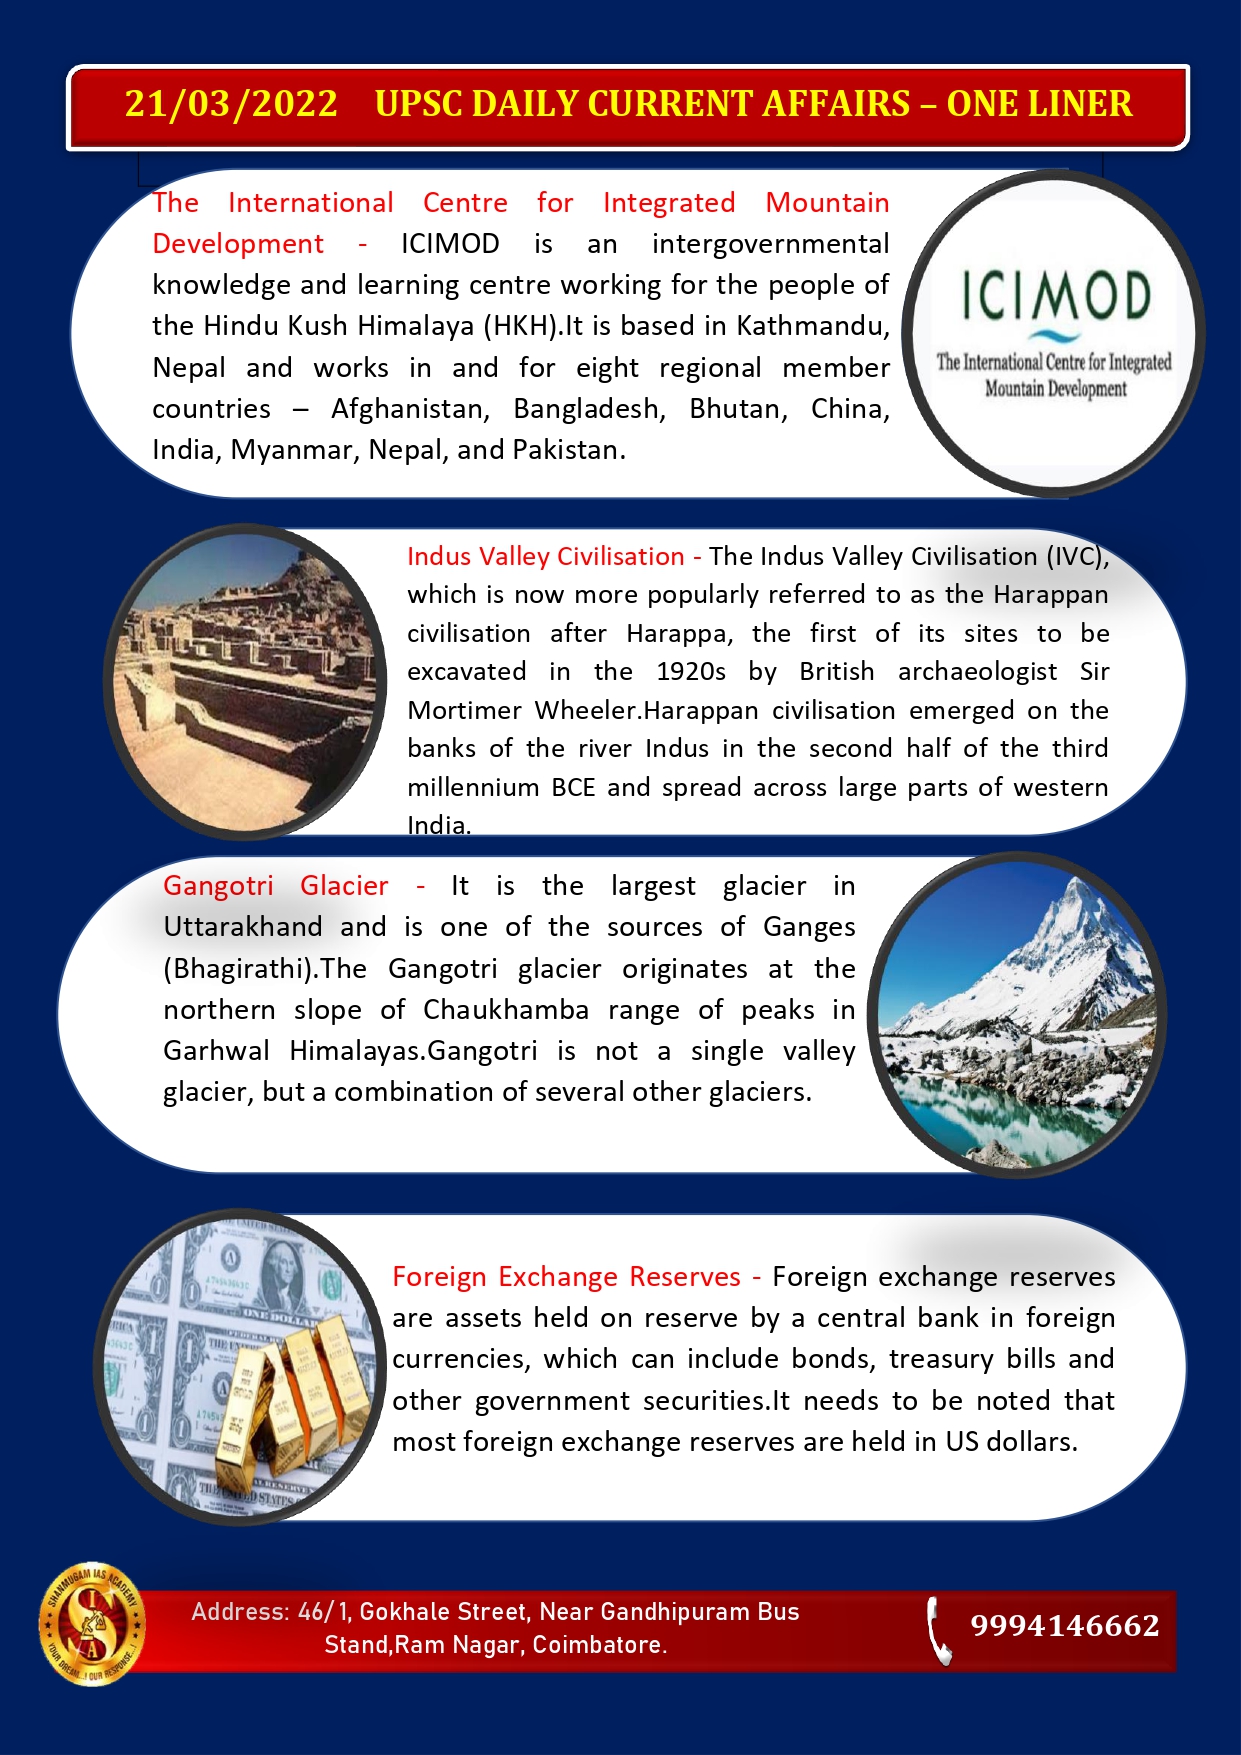 21/03/2022 UPSC DAILY CURRENT AFFAIRS – ONE LINER
The International Centre for Integrated Mountain
Development - ICIMOD is an intergovernmental
knowledge and learning centre working for the people of
the Hindu Kush Himalaya (HKH).It is based in Kathmandu,
Nepal and works in and for eight regional member
countries – Afghanistan, Bangladesh, Bhutan, China,
India, Myanmar, Nepal, and Pakistan.
ICIMOD
The International Centre for Integrated
Mountain Development
Indus Valley Civilisation - The Indus Valley Civilisation (IVC),
which is now more popularly referred to as the Harappan
civilisation after Harappa, the first of its sites to be
excavated in the 1920s by British archaeologist Sir
Mortimer Wheeler.Harappan civilisation emerged on the
banks of the river Indus in the second half of the third
millennium BCE and spread across large parts of western
India.
Gangotri Glacier - It is the largest glacier in
Uttarakhand and is one of the sources of Ganges
(Bhagirathi).The Gangotri glacier originates at the
northern slope of Chaukhamba range of peaks in
Garhwal Himalayas.Gangotri is not a single valley
glacier, but a combination of several other glaciers.
Foreign Exchange Reserves - Foreign exchange reserves
are assets held on reserve by a central bank in foreign
currencies, which can include bonds, treasury bills and
other government securities.It needs to be noted that
most foreign exchange reserves are held in US dollars.
SHANMUGAM IAS ACADEMY
YOUR DREAM...! OUR RESPONSE...!
Address: 46/1, Gokhale Street, Near Gandhipuram Bus
Stand,Ram Nagar, Coimbatore.
9994146662